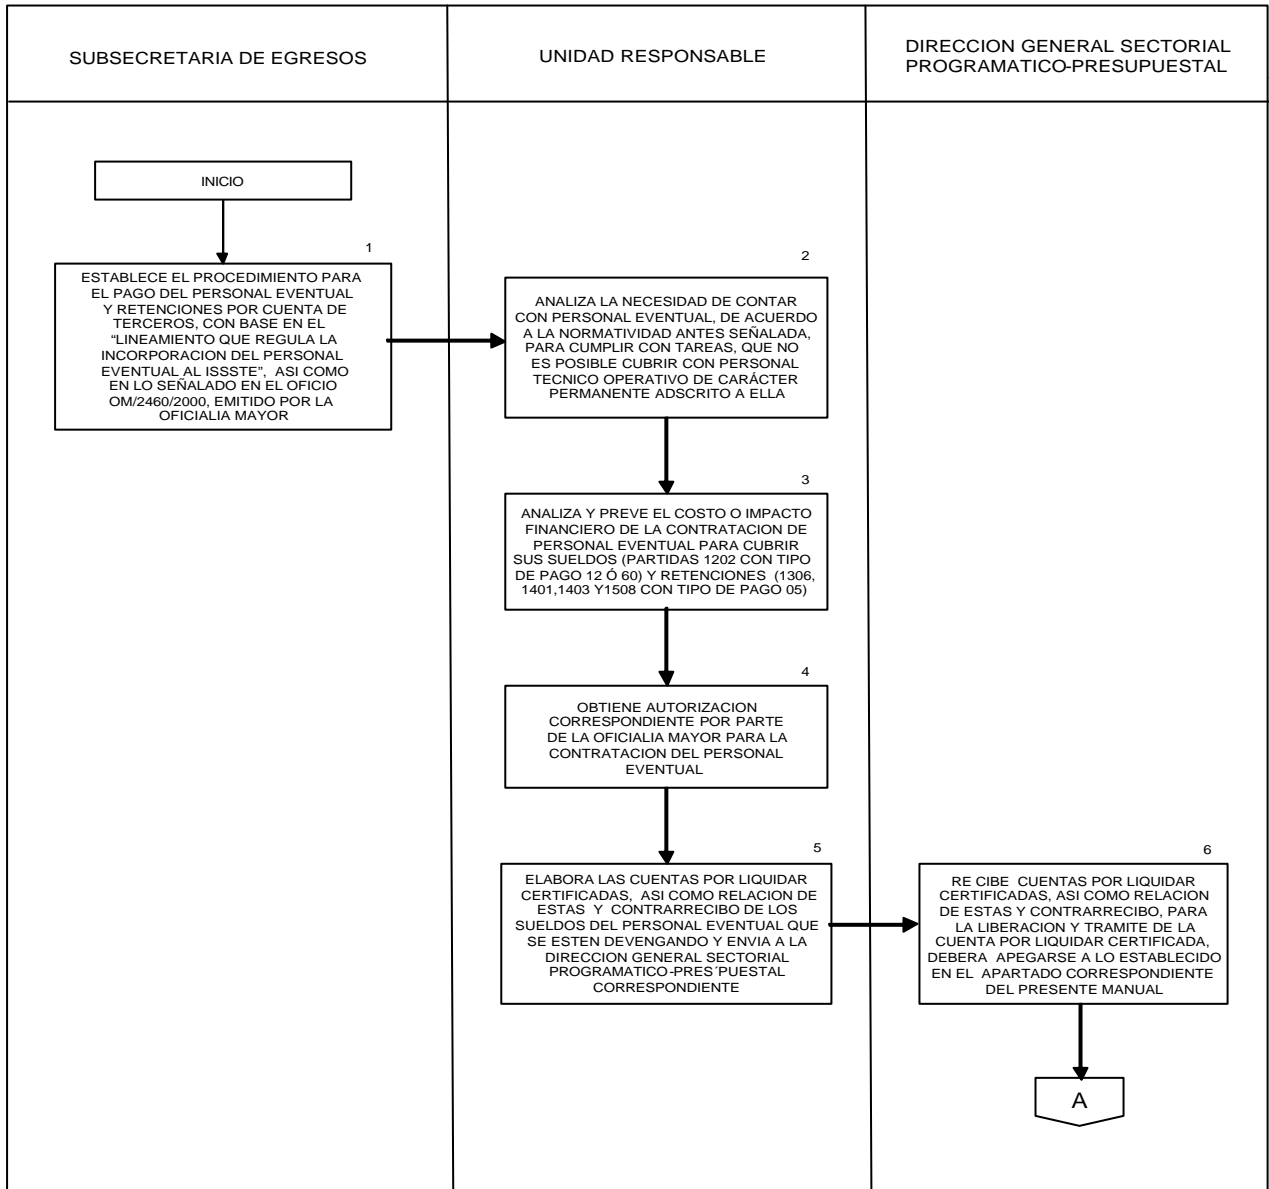 SUBSECRETARIA DE EGRESOS
UNIDAD RESPONSABLE
DIRECCION GENERAL SECTORIAL
PROGRAMATICO-PRESUPUESTAL
INICIO
1
ESTABLECE EL PROCEDIMIENTO PARA
EL PAGO DEL PERSONAL EVENTUAL
Y RETENCIONES POR CUENTA DE
TERCEROS, CON BASE EN EL
“LINEAMIENTO QUE REGULA LA
INCORPORACION DEL PERSONAL
EVENTUAL AL ISSSTE”, ASI COMO
EN LO SEÑALADO EN EL OFICIO
OM/2460/2000, EMITIDO POR LA
OFICIALIA MAYOR
2
ANALIZA LA NECESIDAD DE CONTAR
CON PERSONAL EVENTUAL, DE ACUERDO
A LA NORMATIVIDAD ANTES SEÑALADA,
PARA CUMPLIR CON TAREAS, QUE NO
ES POSIBLE CUBRIR CON PERSONAL
TECNICO OPERATIVO DE CARÁCTER
PERMANENTE ADSCRITO A ELLA
3
ANALIZA Y PREVE EL COSTO O IMPACTO
FINANCIERO DE LA CONTRATACION DE
PERSONAL EVENTUAL PARA CUBRIR
SUS SUELDOS (PARTIDAS 1202 CON TIPO
DE PAGO 12 Ó 60) Y RETENCIONES (1306,
1401,1403 Y1508 CON TIPO DE PAGO 05)
4
OBTIENE AUTORIZACION
CORRESPONDIENTE POR PARTE
DE LA OFICIALIA MAYOR PARA LA
CONTRATACION DEL PERSONAL
EVENTUAL
5
ELABORA LAS CUENTAS POR LIQUIDAR
CERTIFICADAS, ASI COMO RELACION DE
ESTAS Y CONTRARRECIBO DE LOS
SUELDOS DEL PERSONAL EVENTUAL QUE
SE ESTEN DEVENGANDO Y ENVIA A LA
DIRECCION GENERAL SECTORIAL
PROGRAMATICO-PRES´PUESTAL
CORRESPONDIENTE
6
RE CIBE CUENTAS POR LIQUIDAR
CERTIFICADAS, ASI COMO RELACION
DE ESTAS Y CONTRARRECIBO, PARA
LA LIBERACION Y TRAMITE DE LA
CUENTA POR LIQUIDAR CERTIFICADA,
DEBERA APEGARSE A LO ESTABLECIDO
EN EL APARTADO CORRESPONDIENTE
DEL PRESENTE MANUAL
A